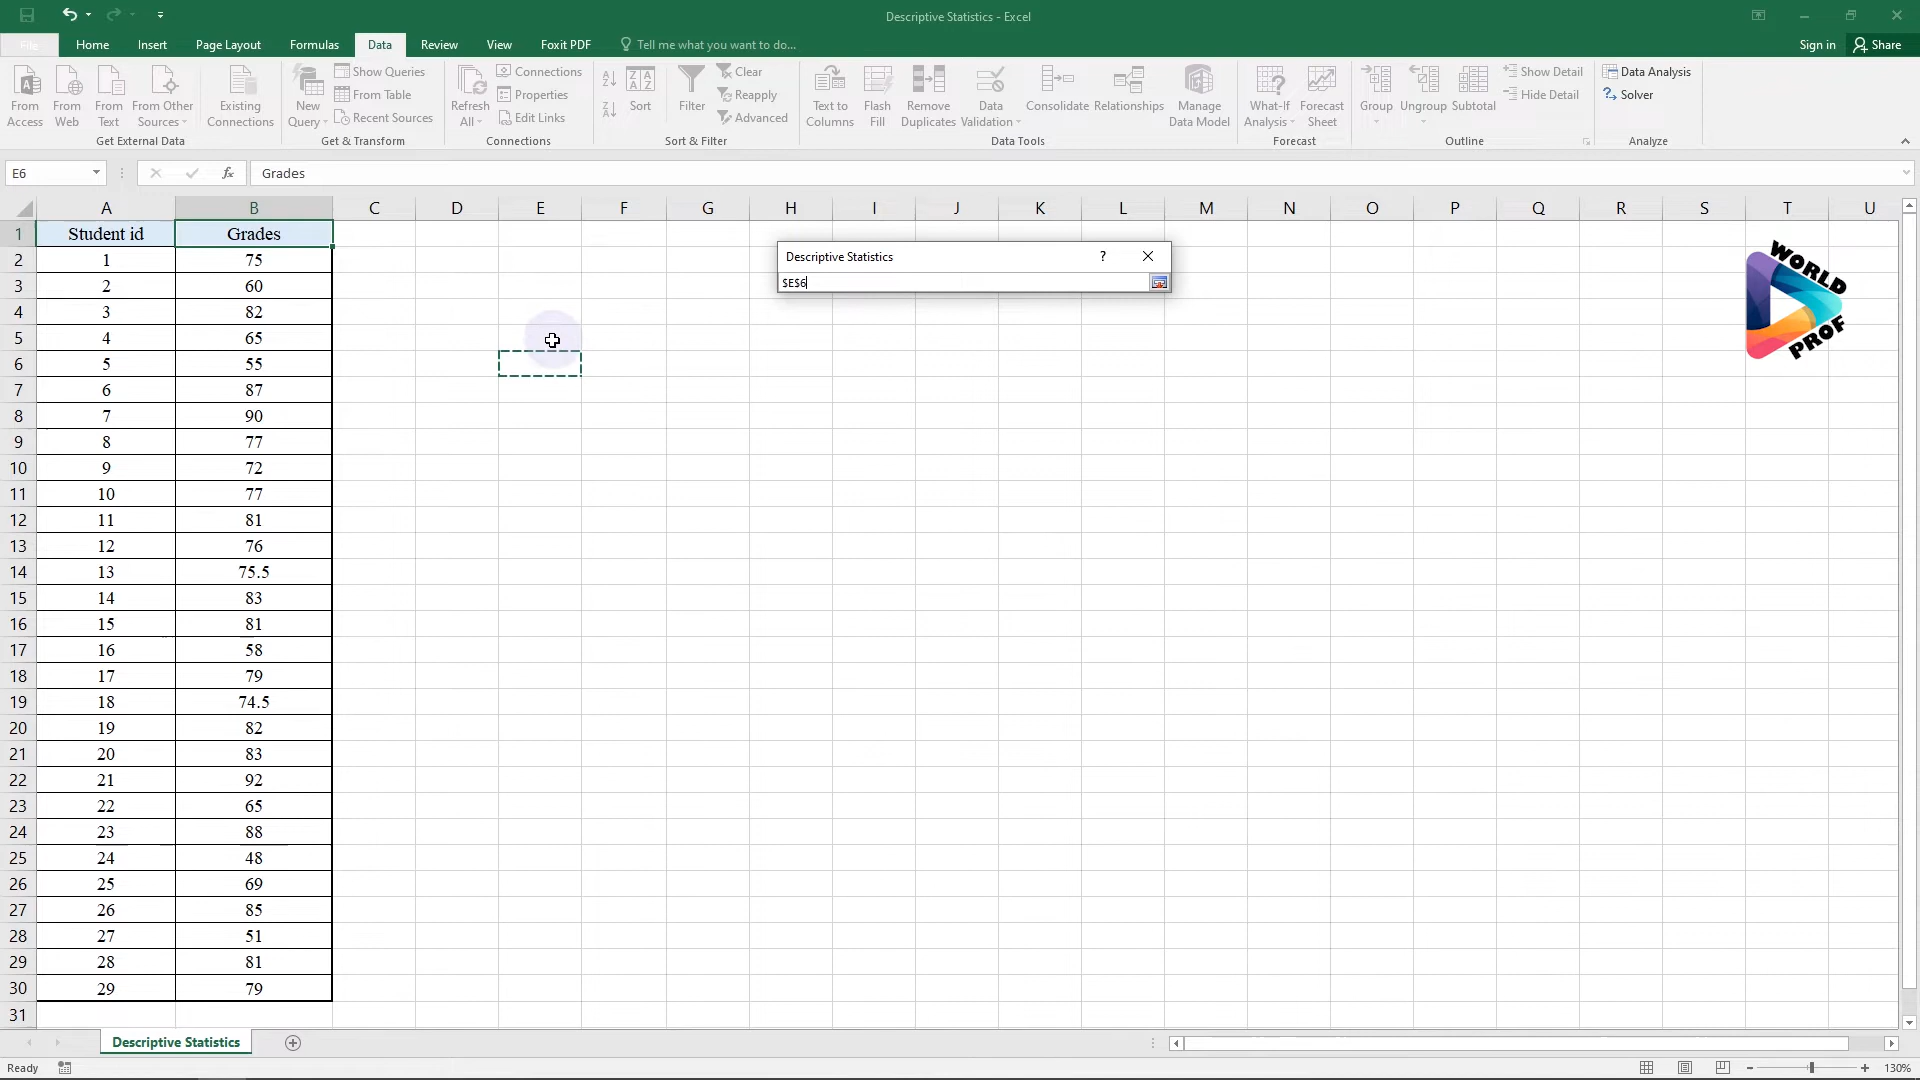 Descriptive Statistics - Excel
File Home Insert Page Layout Formulas Data Review View Foxit PDF Tell me what you want to do... Sign in Share
From Access
From Web
From Text
From Other Sources
Existing Connections
Get External Data
New Query
Show Queries
From Table
Recent Sources
Get & Transform
Refresh All
Connections
Properties
Edit Links
Connections
Sort
Filter
Clear
Reapply
Advanced
Sort & Filter
Text to Columns
Flash Fill
Remove Duplicates
Data Validation
Consolidate
Relationships
Manage Data Model
Data Tools
What-If Analysis
Forecast Sheet
Forecast
Group
Ungroup
Subtotal
Show Detail
Hide Detail
Outline
Data Analysis
Solver
Analyze
E6 fx Grades
A B C D E F G H I J K L M N O P Q R S T U
1 Student id Grades
2 1 75
3 2 60
4 3 82
5 4 65
6 5 55
7 6 87
8 7 90
9 8 77
10 9 72
11 10 77
12 11 81
13 12 76
14 13 75.5
15 14 83
16 15 81
17 16 58
18 17 79
19 18 74.5
20 19 82
21 20 83
22 21 92
23 22 65
24 23 88
25 24 48
26 25 69
27 26 85
28 27 51
29 28 81
30 29 79
31
Descriptive Statistics ?
$E$6
WORLD
PROF
Descriptive Statistics
Ready 130%